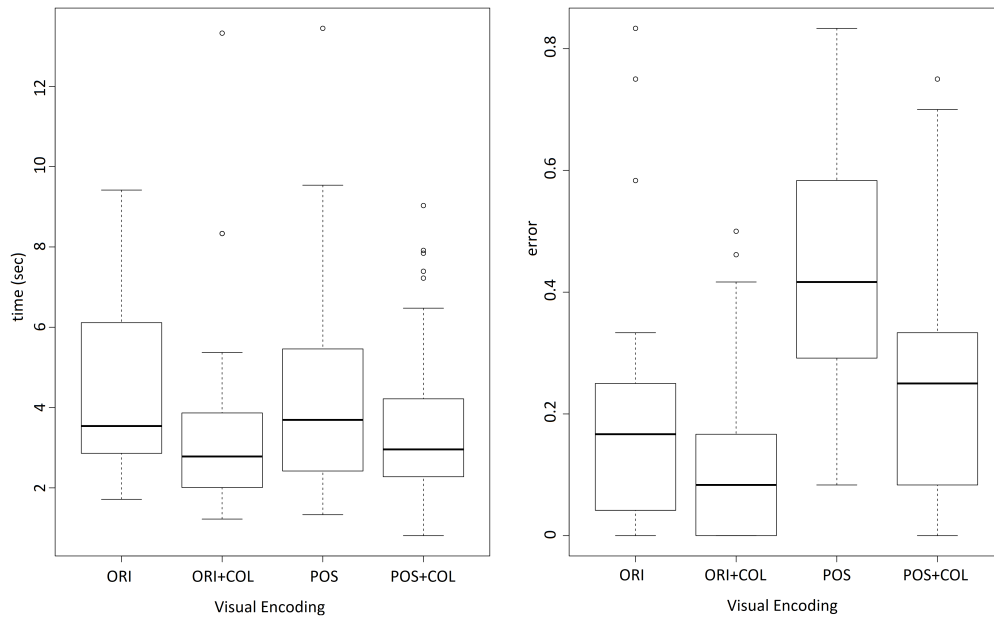 time (sec)
12
10
8
6
4
2
ORI
ORI+COL
POS
POS+COL
Visual Encoding
error
0.8
0.6
0.4
0.2
0
ORI
ORI+COL
POS
POS+COL
Visual Encoding